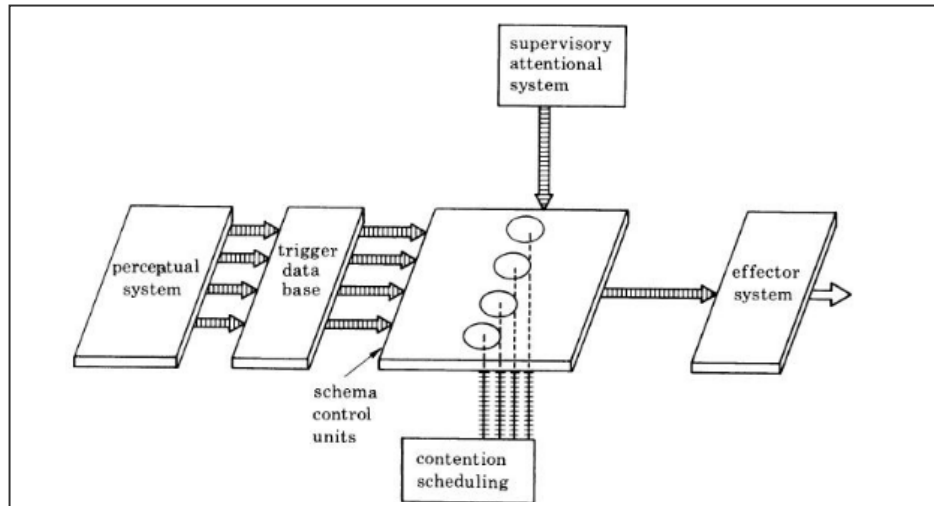 supervisory
attentional
system
perceptual
system
trigger
data
base
effector
system
schema
control
units
contention
scheduling